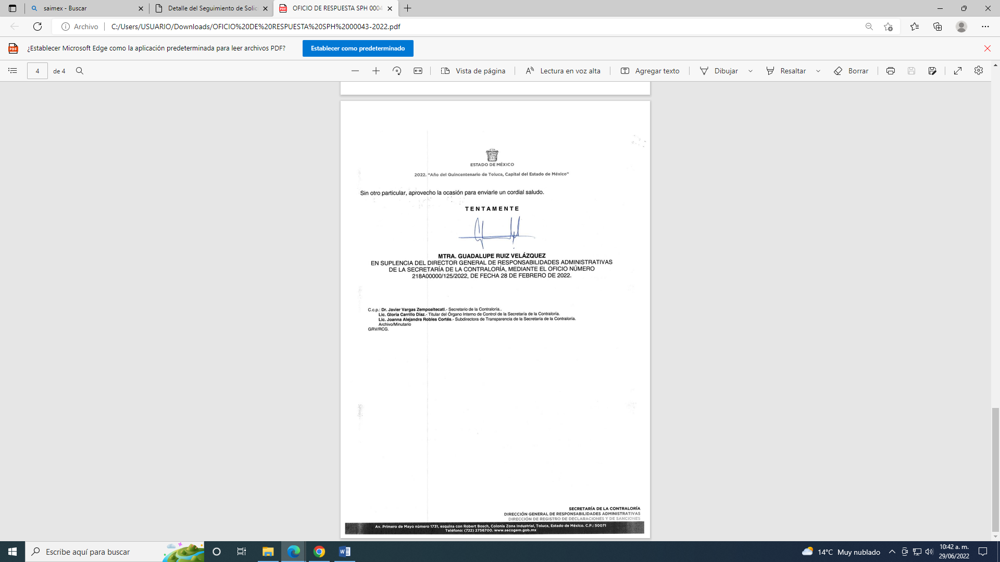 saimex - Buscar
Detalle del Seguimiento de Solic
OFICIO DE RESPUESTA SPH 0004
Archivo
C:/Users/USUARIO/Downloads/OFICIO%20DE%20RESPUESTA%20SPH%2000043-2022.pdf
¿Establecer Microsoft Edge como la aplicación predeterminada para leer archivos PDF?
Establecer como predeterminado
4 de 4
Vista de página
Lectura en voz alta
Agregar texto
Dibujar
Resaltar
Borrar
ESTADO DE MÉXICO
2022. "Año del Quincentenario de Toluca, Capital del Estado de México"
Sin otro particular, aprovecho la ocasión para enviarle un cordial saludo.
T E N T A M E N T E
MTRA. GUADALUPE RUIZ VELÁZQUEZ
EN SUPLENCIA DEL DIRECTOR GENERAL DE RESPONSABILIDADES ADMINISTRATIVAS
DE LA SECRETARÍA DE LA CONTRALORÍA, MEDIANTE EL OFICIO NÚMERO
218A00000/125/2022, DE FECHA 28 DE FEBRERO DE 2022.
C.c.p.: Dr. Javier Vargas Zempoaltecatl.- Secretario de la Contraloría..
Lic. Gloria Carrillo Díaz.- Titular del Órgano Interno de Control de la Secretaría de la Contraloría.
Lic. Joanna Alejandra Robles Cortés.- Subdirectora de Transparencia de la Secretaría de la Contraloría.
Archivo/Minutario
GRV/RCG.
SECRETARÍA DE LA CONTRALORÍA
DIRECCIÓN GENERAL DE RESPONSABILIDADES ADMINISTRATIVAS
DIRECCIÓN DE REGISTRO DE DECLARACIONES Y DE SANCIONES
Av. Primero de Mayo número 1731, esquina con Robert Bosch, Colonia Zona Industrial, Toluca, Estado de México. C.P.: 50071
Teléfono: (722) 2756700. www.secogem.gob.mx
Escribe aquí para buscar
14°C Muy nublado
10:42 a. m.
29/06/2022